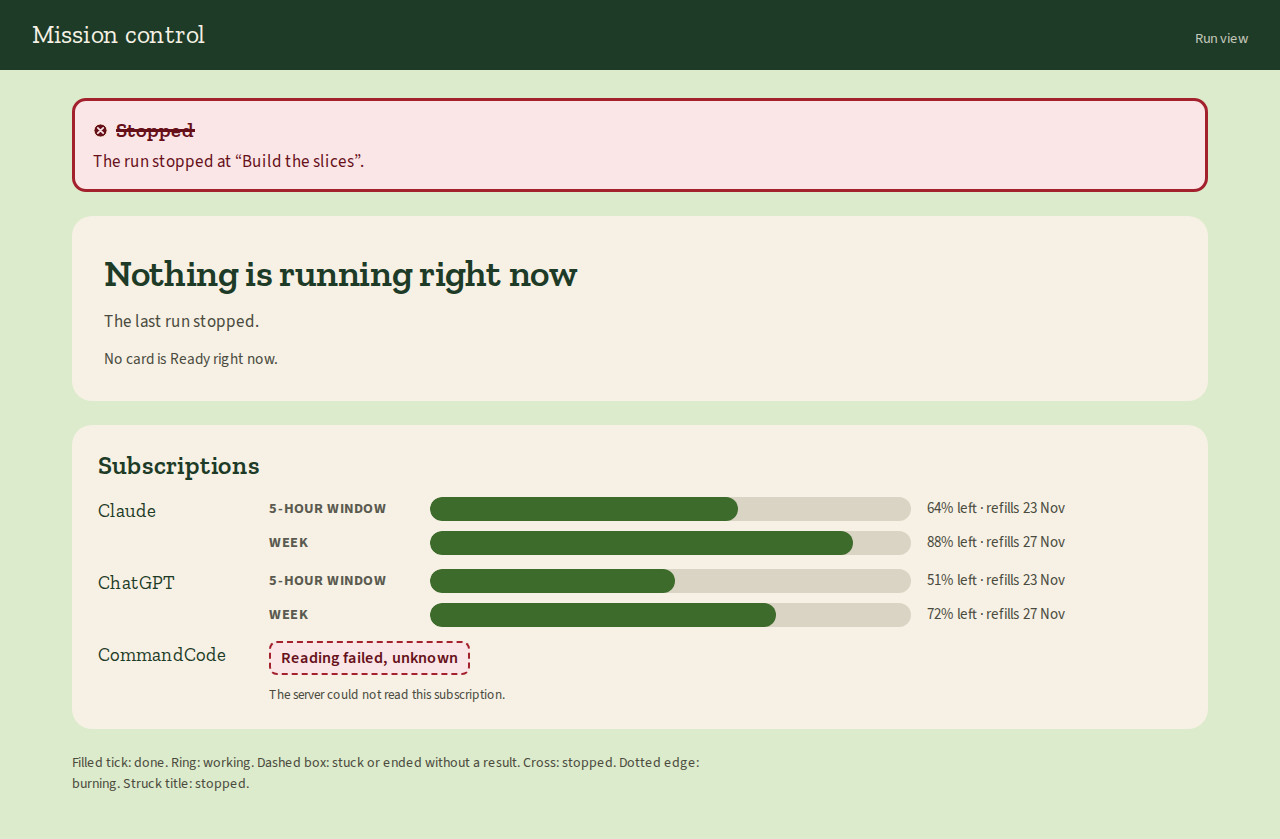 Mission control
Run view
Stopped
The run stopped at “Build the slices”.
Nothing is running right now
The last run stopped.
No card is Ready right now.
Subscriptions
Claude
5-HOUR WINDOW
64% left · refills 23 Nov
WEEK
88% left · refills 27 Nov
ChatGPT
5-HOUR WINDOW
51% left · refills 23 Nov
WEEK
72% left · refills 27 Nov
CommandCode
Reading failed, unknown
The server could not read this subscription.
Filled tick: done. Ring: working. Dashed box: stuck or ended without a result. Cross: stopped. Dotted edge:
burning. Struck title: stopped.